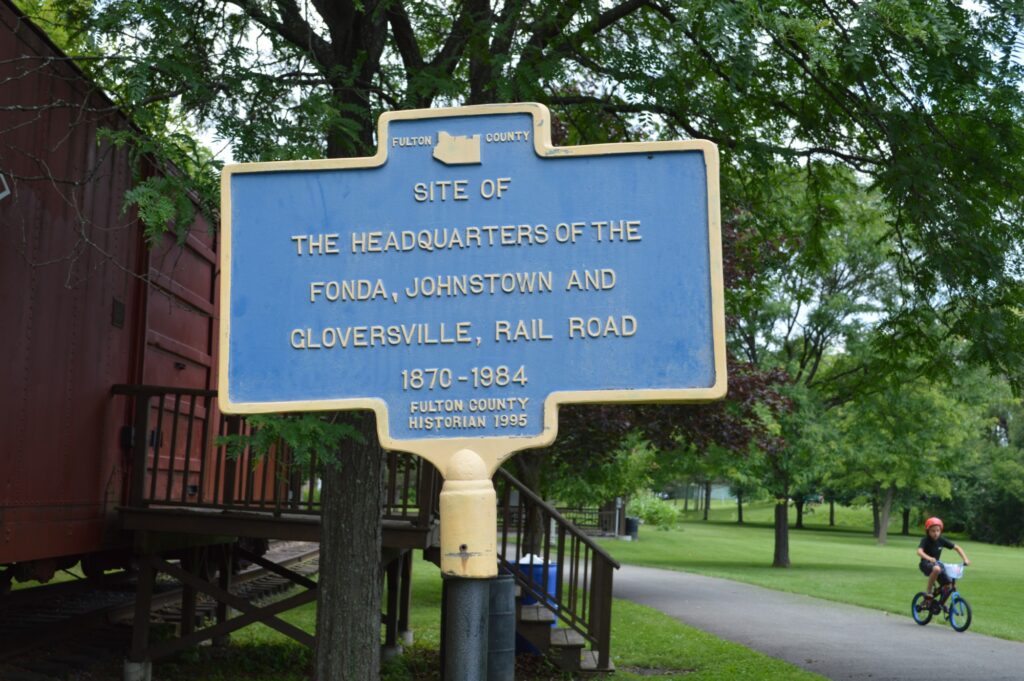 FULTON COUNTY
SITE OF
THE HEADQUARTERS OF THE
FONDA, JOHNSTOWN AND
GLOVERSVILLE, RAIL ROAD
1870 - 1984
FULTON COUNTY
HISTORIAN 1995